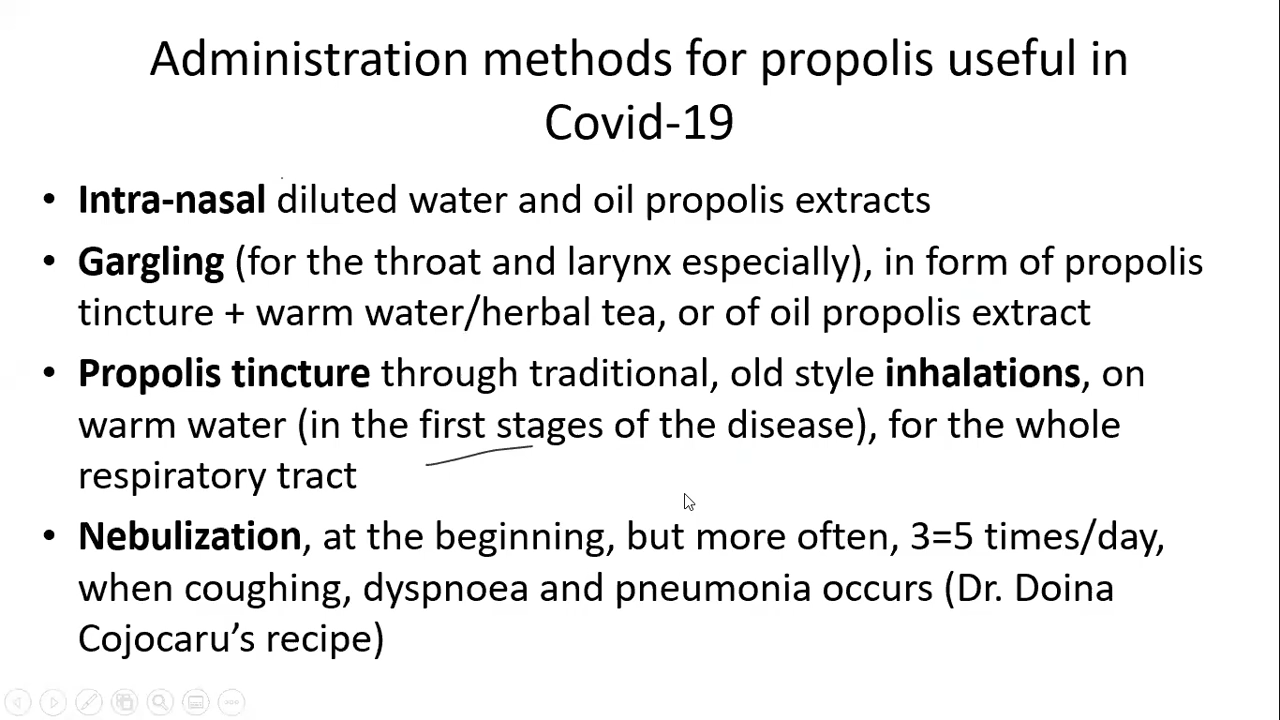 Administration methods for propolis useful in
Covid-19
• Intra-nasal diluted water and oil propolis extracts
• Gargling (for the throat and larynx especially), in form of propolis
tincture + warm water/herbal tea, or of oil propolis extract
• Propolis tincture through traditional, old style inhalations, on
warm water (in the first stages of the disease), for the whole
respiratory tract
• Nebulization, at the beginning, but more often, 3=5 times/day,
when coughing, dyspnoea and pneumonia occurs (Dr. Doina
Cojocaru’s recipe)